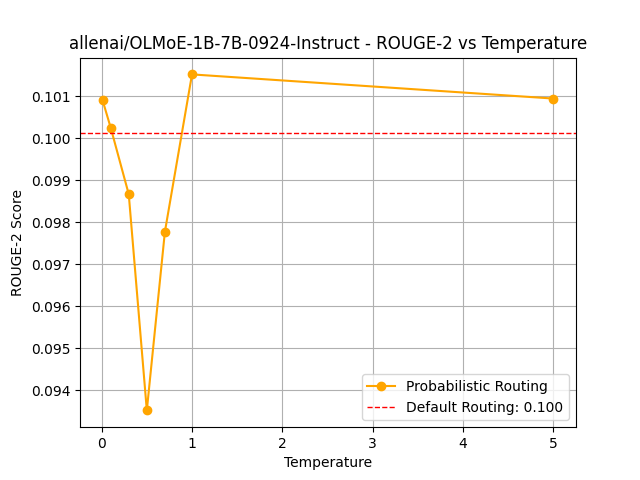 allenai/OLMoE-1B-7B-0924-Instruct - ROUGE-2 vs Temperature
ROUGE-2 Score
0.101
0.100
0.099
0.098
0.097
0.096
0.095
0.094
Probabilistic Routing
Default Routing: 0.100
0 1 2 3 4 5
Temperature